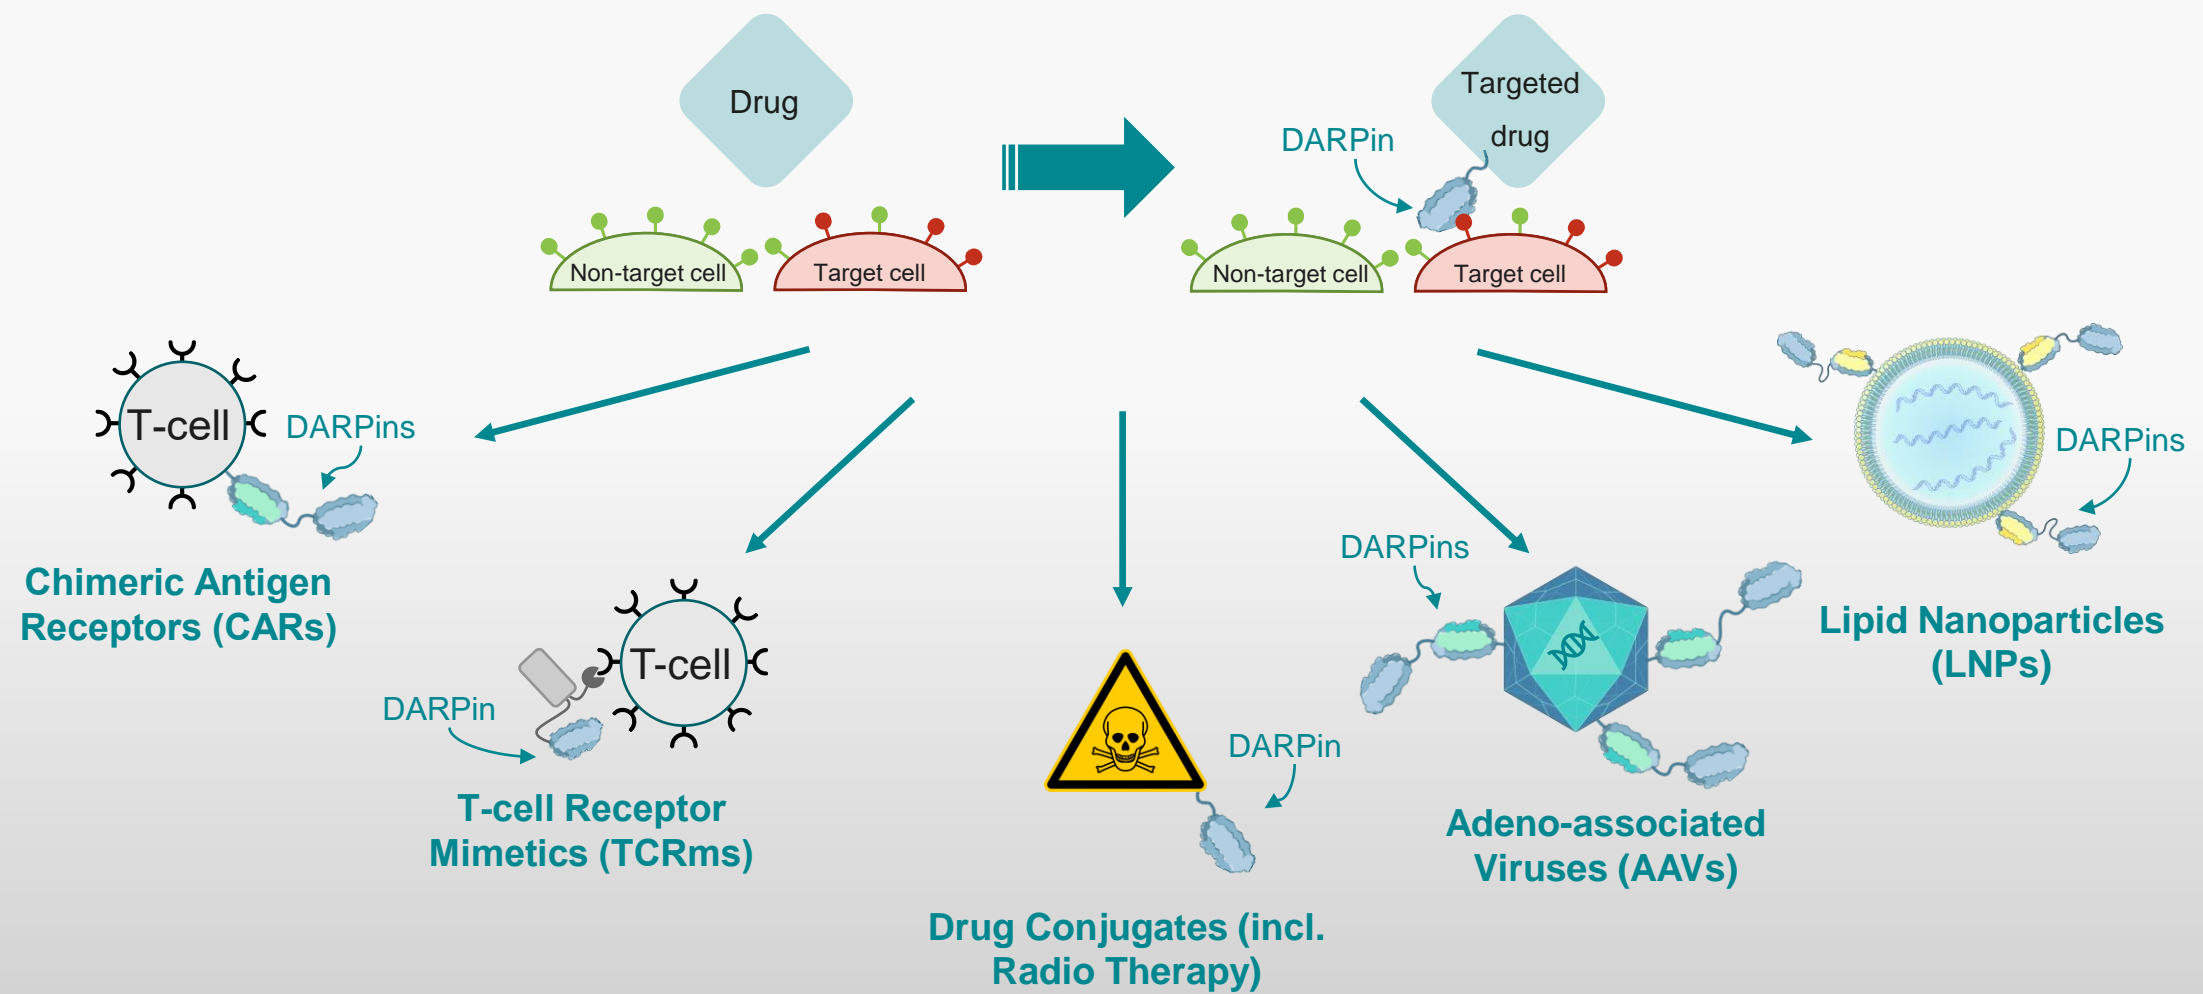 Drug
Targeted
drug
DARPin
Non-target cell
Target cell
Non-target cell
Target cell
T-cell
DARPins
Chimeric Antigen
Receptors (CARs)
T-cell
DARPin
T-cell Receptor
Mimetics (TCRms)
DARPin
Drug Conjugates (incl.
Radio Therapy)
DARPins
Adeno-associated
Viruses (AAVs)
DARPins
Lipid Nanoparticles
(LNPs)